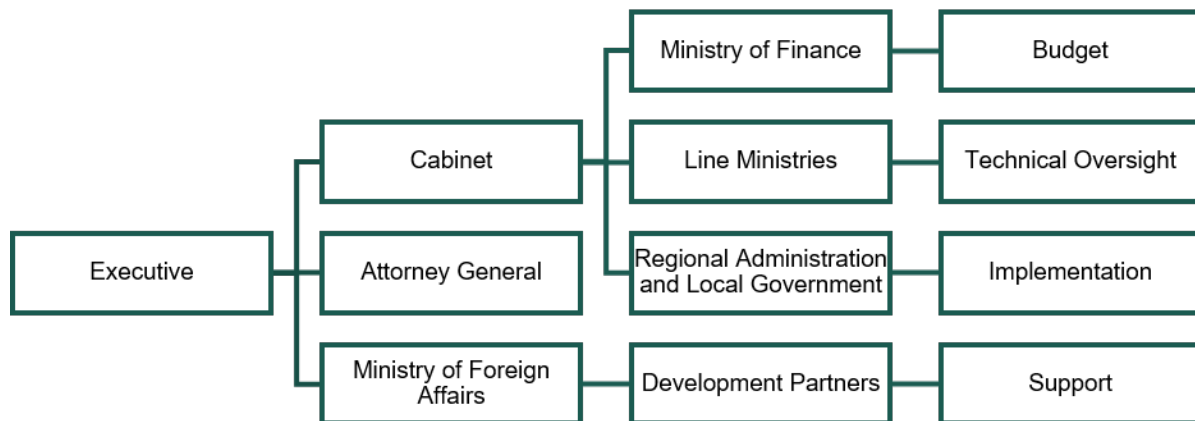 Ministry of Finance
Budget
Cabinet
Line Ministries
Technical Oversight
Executive
Attorney General
Regional Administration
and Local Government
Implementation
Ministry of Foreign
Affairs
Development Partners
Support